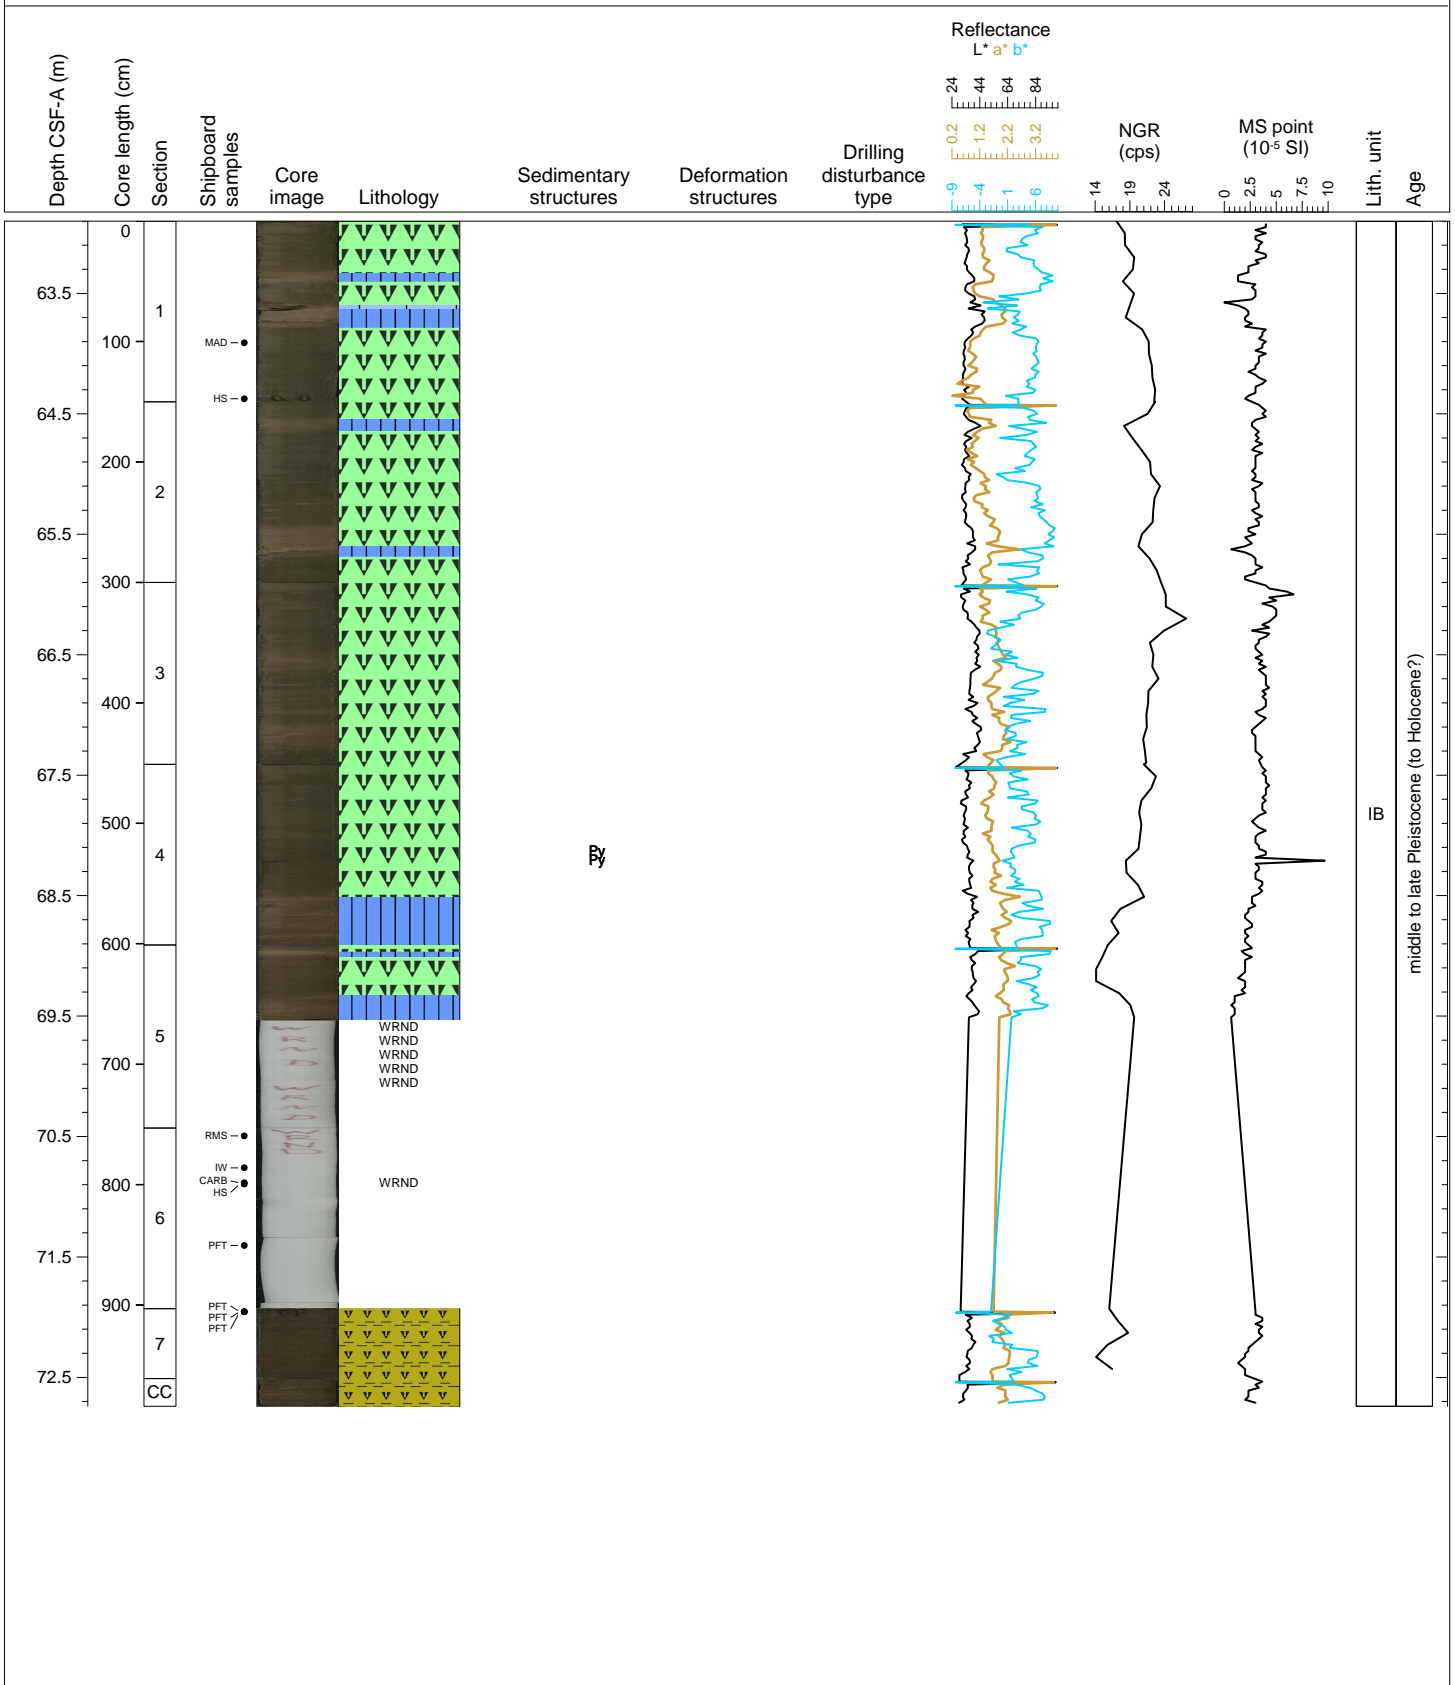 Depth CSF-A (m)
Core length (cm)
Section
Shipboard
samples
Core
image
Lithology
Sedimentary
structures
Deformation
structures
Drilling
disturbance
type
Reflectance
L* a* b*
24 44 64 84
0.2 1.2 2.2 3.2
-9 -4 1 6
NGR
(cps)
14 19 24
MS point
(10-5 SI)
0 2.5 5 7.5 10
Lith. unit
Age
0
63.5
1
100
MAD
HS
64.5
200
2
65.5
300
66.5
3
400
67.5
500
4
Py
Py
68.5
600
69.5
5
700
WRND
WRND
WRND
WRND
WRND
70.5
RMS
IW
CARB
HS
800
WRND
6
PFT
71.5
900
PFT
PFT
PFT
7
72.5
CC
IB
middle to late Pleistocene (to Holocene?)